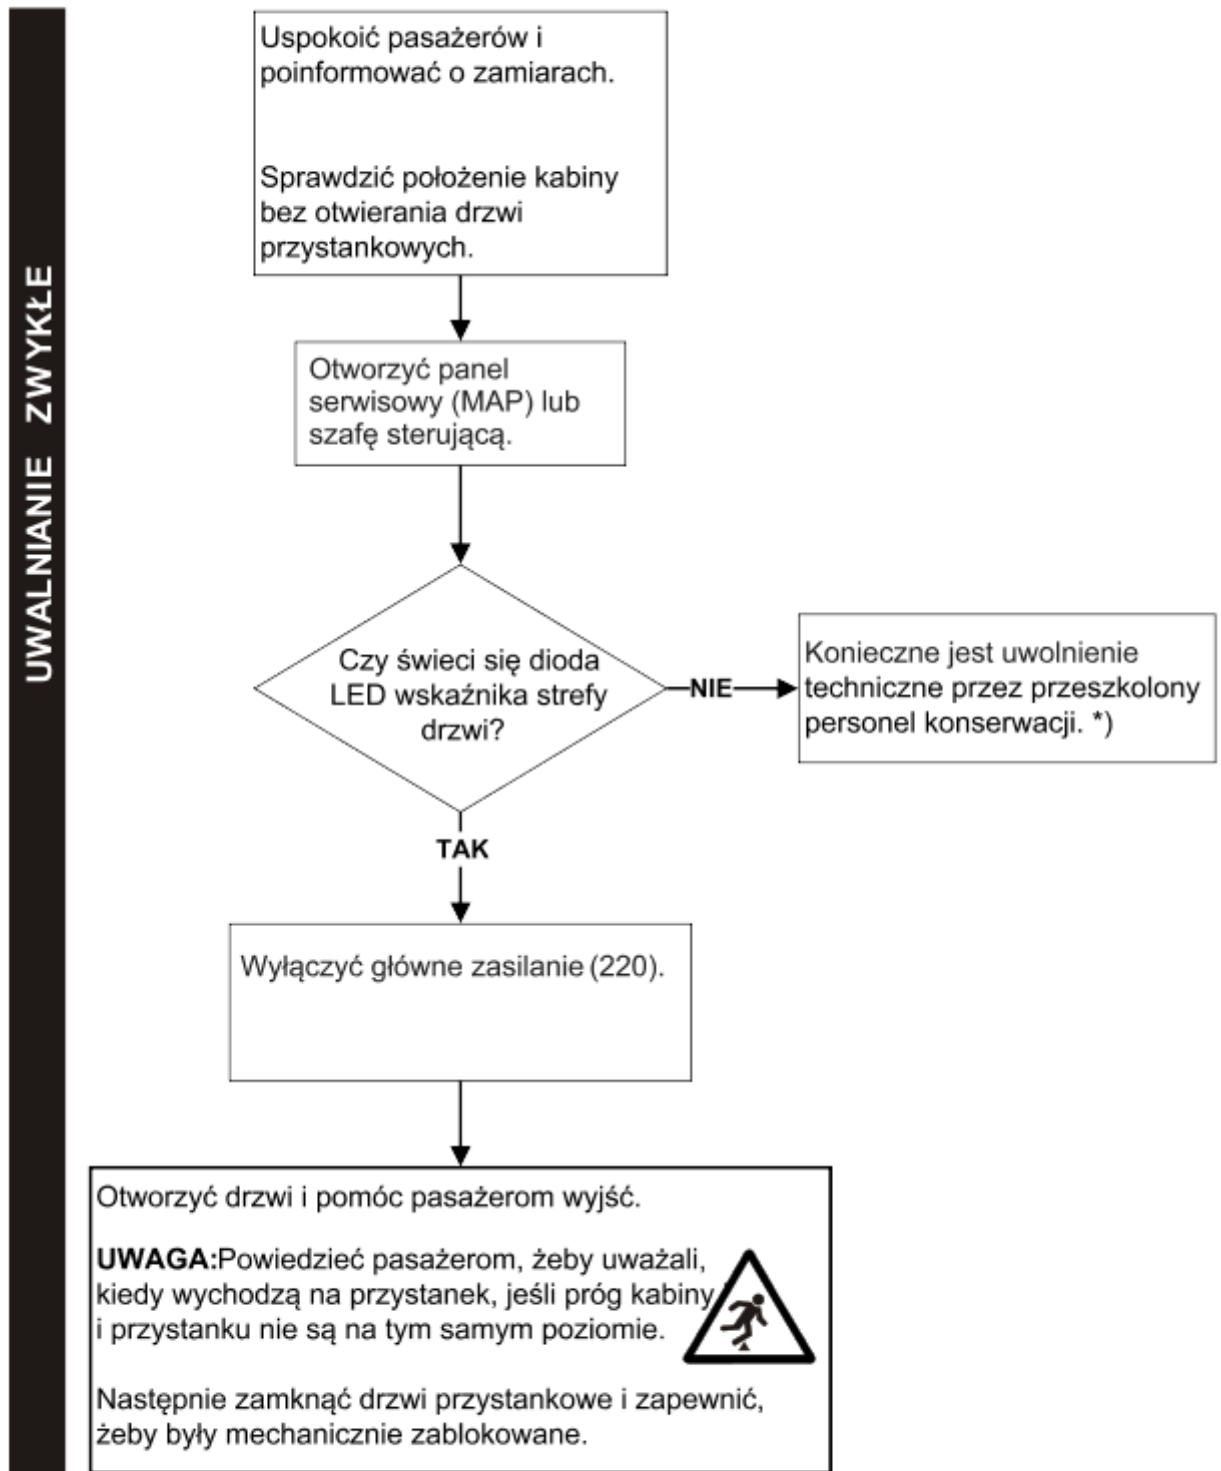 UWALNIANIE ZWYKŁE
Uspokoić pasażerów i
poinformować o zamiarach.
Sprawdzić położenie kabiny
bez otwierania drzwi
przystankowych.
Otworzyć panel
serwisowy (MAP) lub
szafę sterującą.
Czy świeci się dioda
LED wskaźnika strefy
drzwi?
NIE
Konieczne jest uwolnienie
techniczne przez przeszkolony
personel konserwacji. *)
TAK
Wyłączyć główne zasilanie (220).
Otworzyć drzwi i pomóc pasażerom wyjść.
UWAGA:Powiedzieć pasażerom, żeby uważali,
kiedy wychodzą na przystanek, jeśli próg kabiny
i przystanku nie są na tym samym poziomie.
Następnie zamknąć drzwi przystankowe i zapewnić,
żeby były mechanicznie zablokowane.